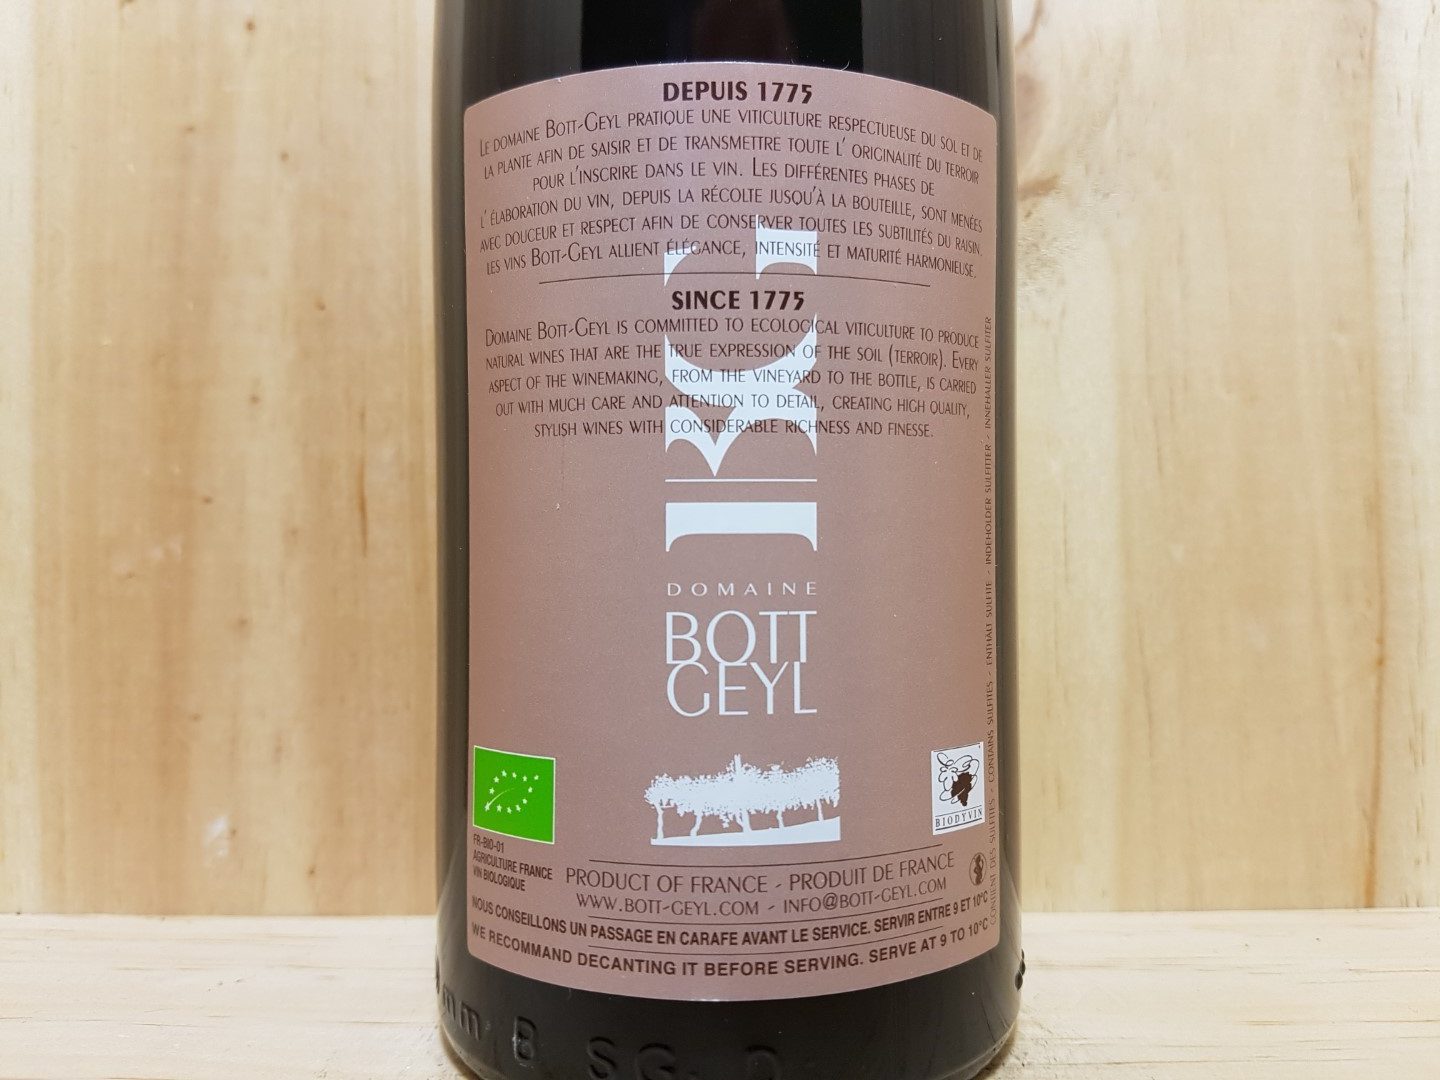 DEPUIS 1775
LE DOMAINE BOTT-GEYL PRATIQUE UNE VITICULTURE RESPECTUEUSE DU SOL ET DE
LA PLANTE AFIN DE SAISIR ET DE TRANSMETTRE TOUTE L' ORIGINALITÉ DU TERROIR
POUR L'INSCRIRE DANS LE VIN. LES DIFFÉRENTES PHASES DE
L' ÉLABORATION DU VIN, DEPUIS LA RÉCOLTE JUSQU'À LA BOUTEILLE, SONT MENÉES
AVEC DOUCEUR ET RESPECT AFIN DE CONSERVER TOUTES LES SUBTILITÉS DU RAISIN.
LES VINS BOTT-GEYL ALLIENT ÉLÉGANCE, INTENSITÉ ET MATURITÉ HARMONIEUSE.
SINCE 1775
DOMAINE BOTT-GEYL IS COMMITTED TO ECOLOGICAL VITICULTURE TO PRODUCE
NATURAL WINES THAT ARE THE TRUE EXPRESSION OF THE SOIL (TERROIR). EVERY
ASPECT OF THE WINEMAKING, FROM THE VINEYARD TO THE BOTTLE, IS CARRIED
OUT WITH MUCH CARE AND ATTENTION TO DETAIL, CREATING HIGH QUALITY,
STYLISH WINES WITH CONSIDERABLE RICHNESS AND FINESSE.
JBG
DOMAINE
BOTT
GEYL
BIODYVIN
FR-BIO-01
AGRICULTURE FRANCE
VIN BIOLOGIQUE
PRODUCT OF FRANCE - PRODUIT DE FRANCE
WWW.BOTT-GEYL.COM - INFO@BOTT-GEYL.COM
NOUS CONSEILLONS UN PASSAGE EN CARAFE AVANT LE SERVICE. SERVIR ENTRE 9 ET 10°C
WE RECOMMAND DECANTING IT BEFORE SERVING. SERVE AT 9 TO 10°C
CONTIENT DES SULFITES - CONTAINS SULFITES - ENTHÄLT SULFITE - INDEHOLDER SULFITTER - INNEHALLER SULFITER
mm B SG